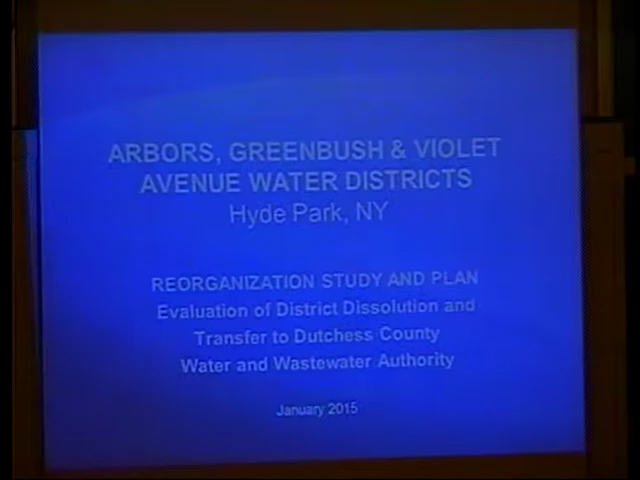 ARBORS, GREENBUSH & VIOLET
AVENUE WATER DISTRICTS
Hyde Park, NY
REORGANIZATION STUDY AND PLAN
Evaluation of District Dissolution and
Transfer to Dutchess County
Water and Wastewater Authority
January 2015